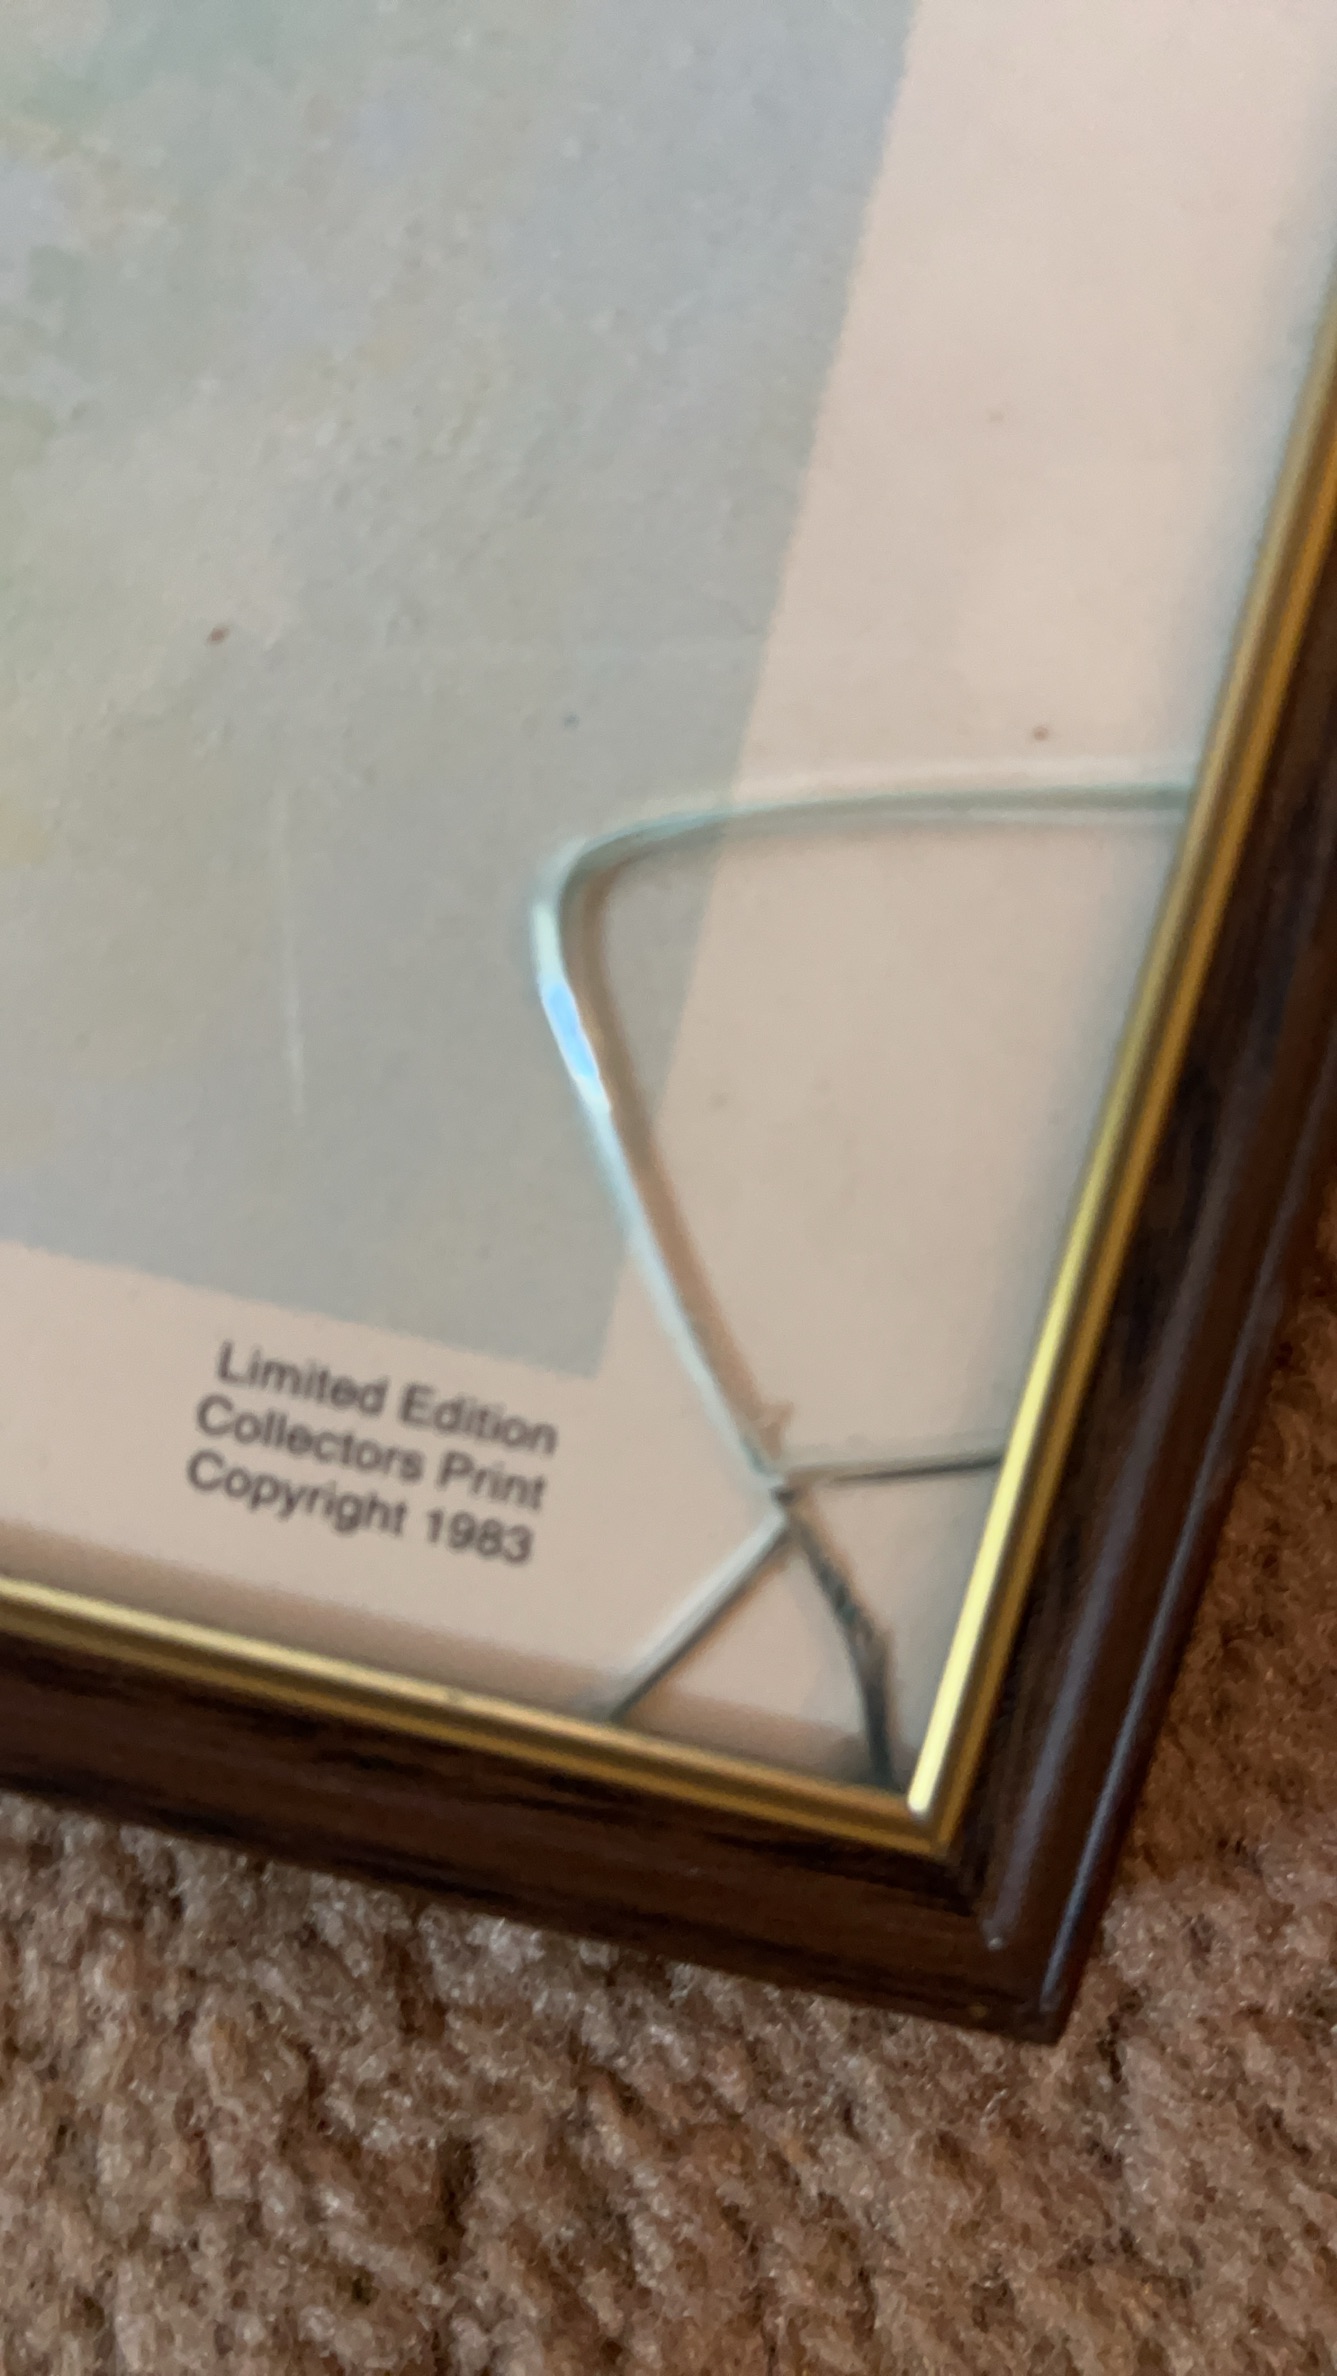 Limited Edition
Collectors Print
Copyright 1983